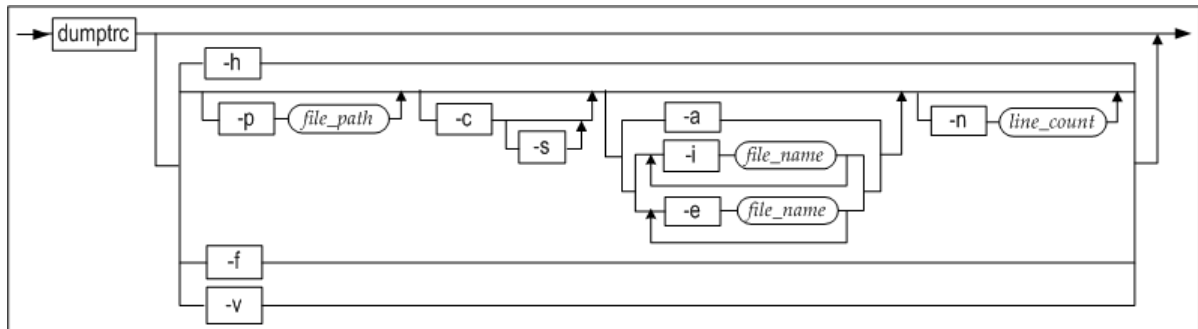 dumptrc
-h
-p file_path -c -s -a -n line_count
-i file_name
-e file_name
-f
-v